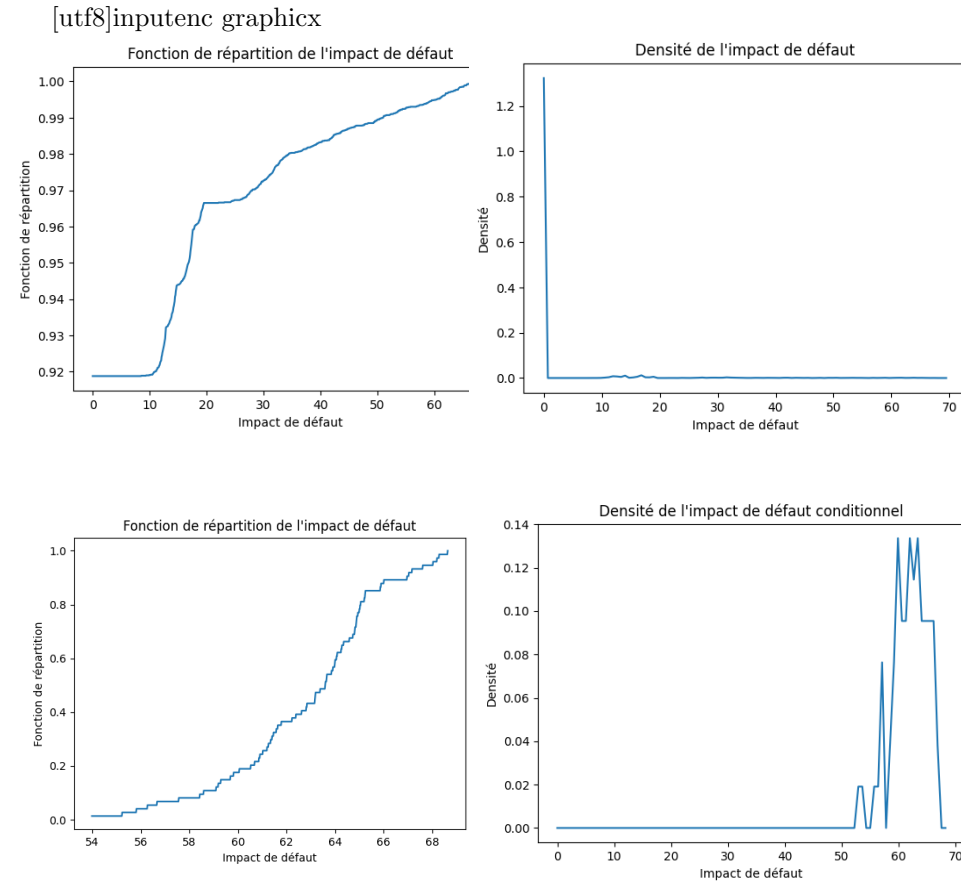 [utf8]inputenc graphicx
Fonction de répartition de l'impact de défaut
1.00
0.99
0.98
0.97
0.96
0.95
0.94
0.93
0.92
Fonction de répartition
0 10 20 30 40 50 60
Impact de défaut
Densité de l'impact de défaut
1.2
1.0
0.8
0.6
0.4
0.2
0.0
Densité
0 10 20 30 40 50 60 70
Impact de défaut
Fonction de répartition de l'impact de défaut
1.0
0.8
0.6
0.4
0.2
0.0
Fonction de répartition
54 56 58 60 62 64 66 68
Impact de défaut
Densité de l'impact de défaut conditionnel
0.14
0.12
0.10
0.08
0.06
0.04
0.02
0.00
Densité
0 10 20 30 40 50 60 70
Impact de défaut